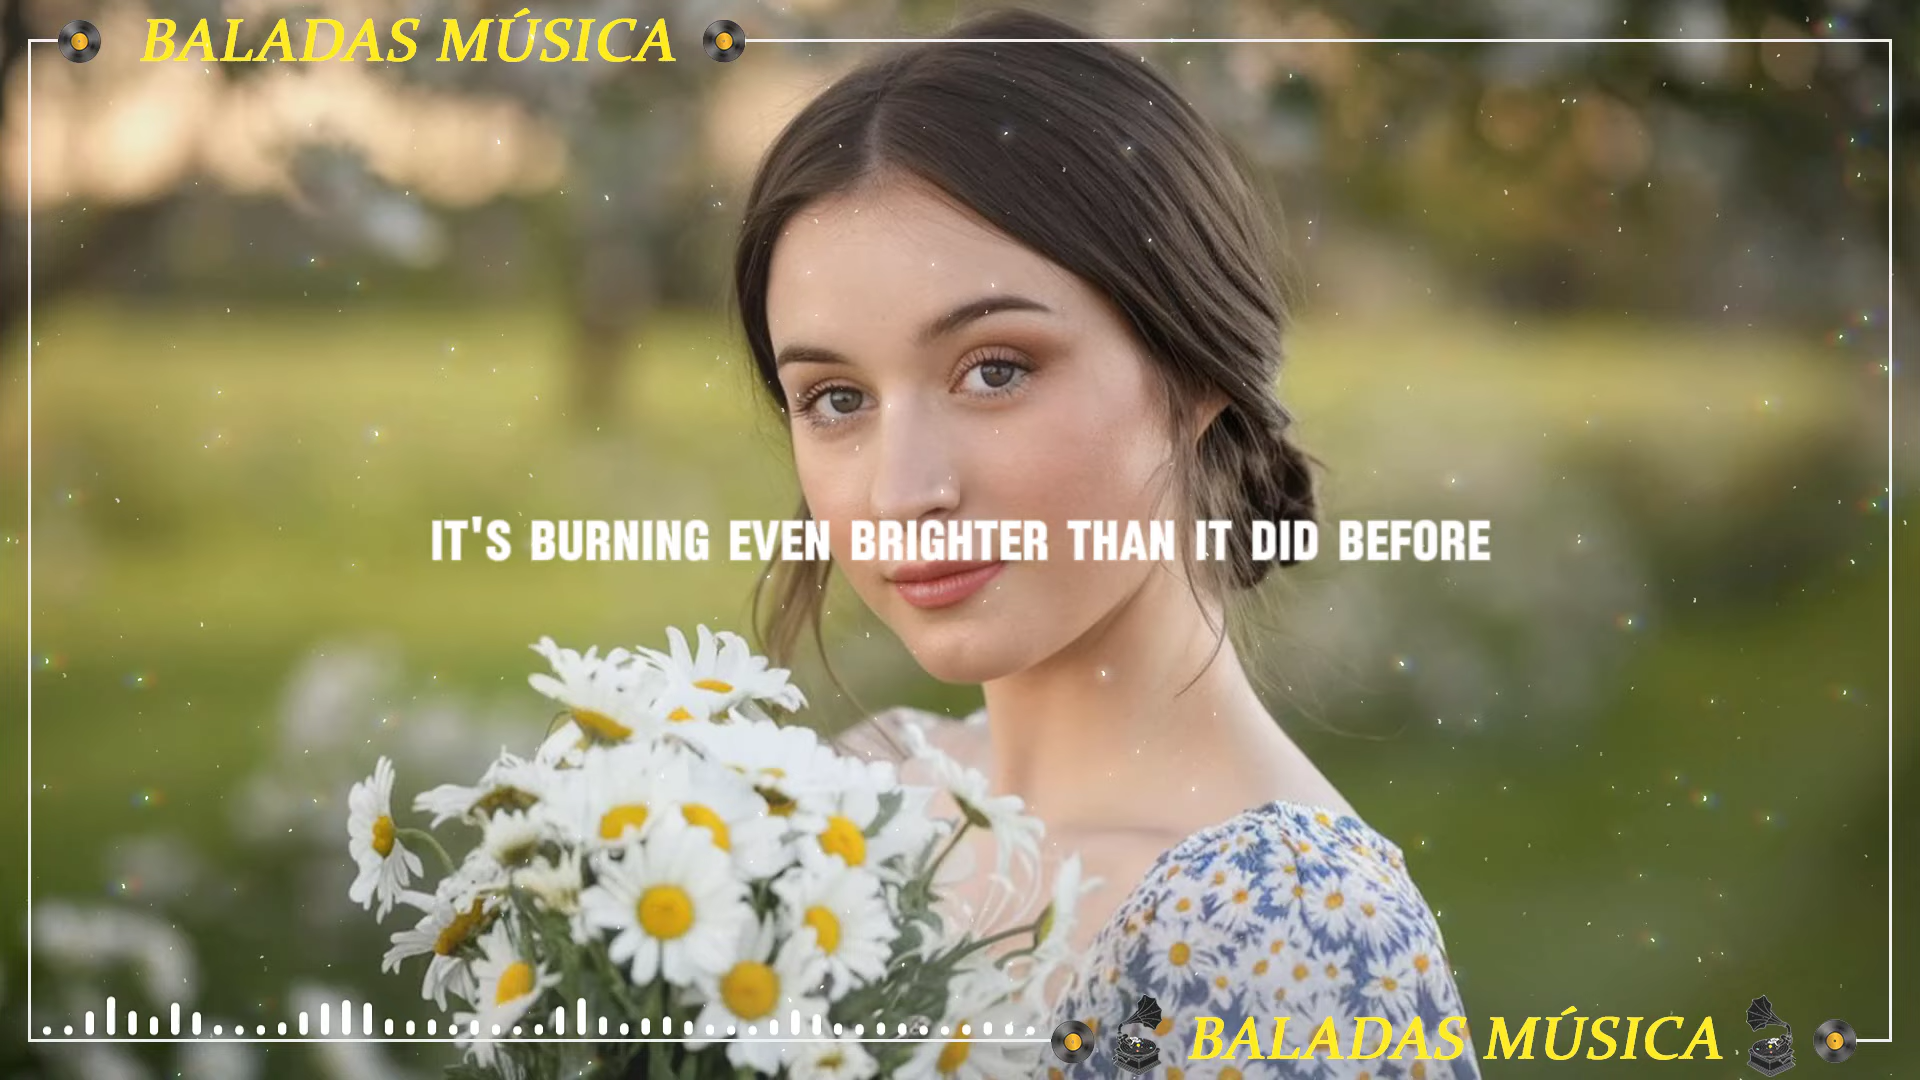 BALADAS MÚSICA
IT'S BURNING EVEN BRIGHTER THAN IT DID BEFORE
BALADAS MÚSICA